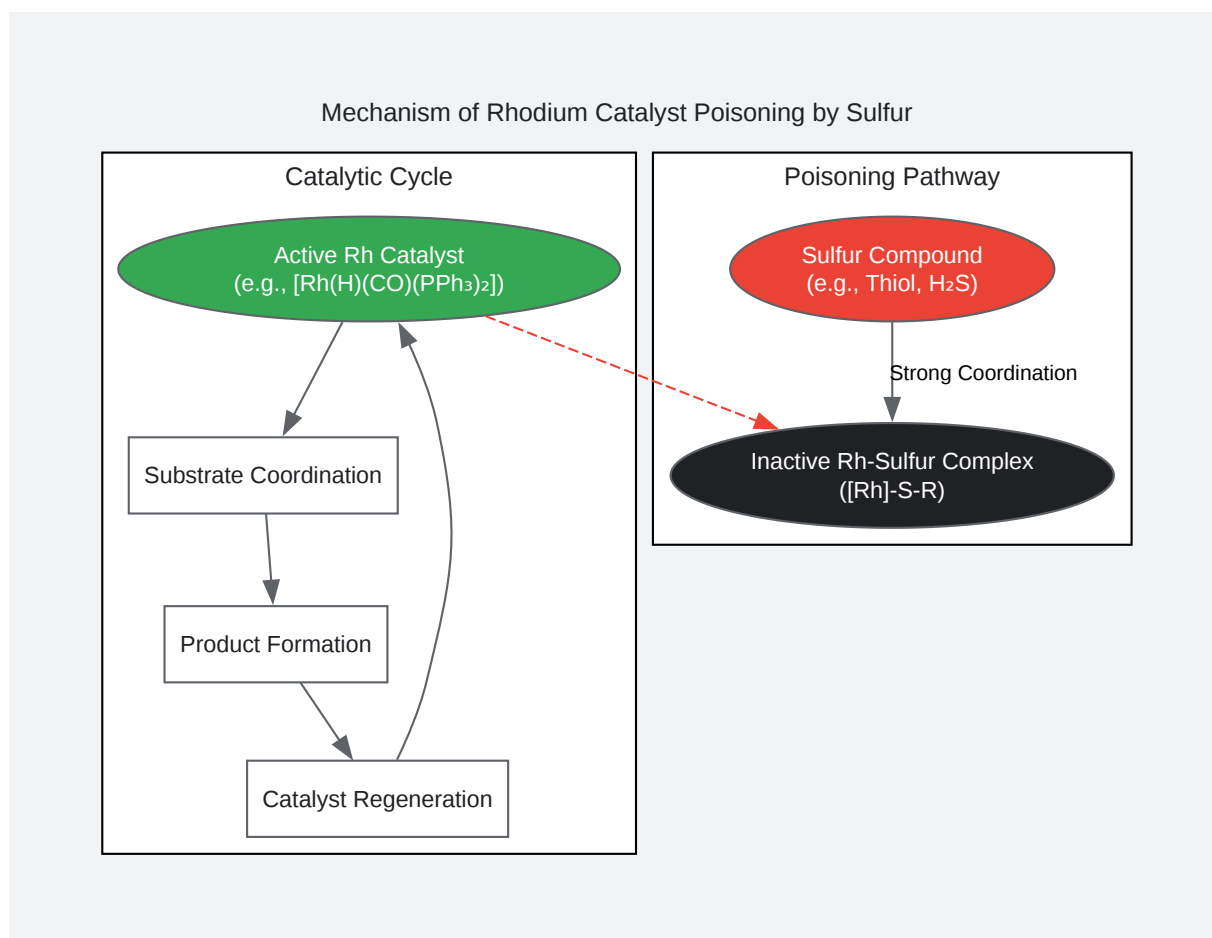 Mechanism of Rhodium Catalyst Poisoning by Sulfur
Catalytic Cycle
Active Rh Catalyst
(e.g., [Rh(H)(CO)(PPh₃)₂])
Substrate Coordination
Product Formation
Catalyst Regeneration
Poisoning Pathway
Sulfur Compound
(e.g., Thiol, H₂S)
Strong Coordination
Inactive Rh-Sulfur Complex
([Rh]-S-R)